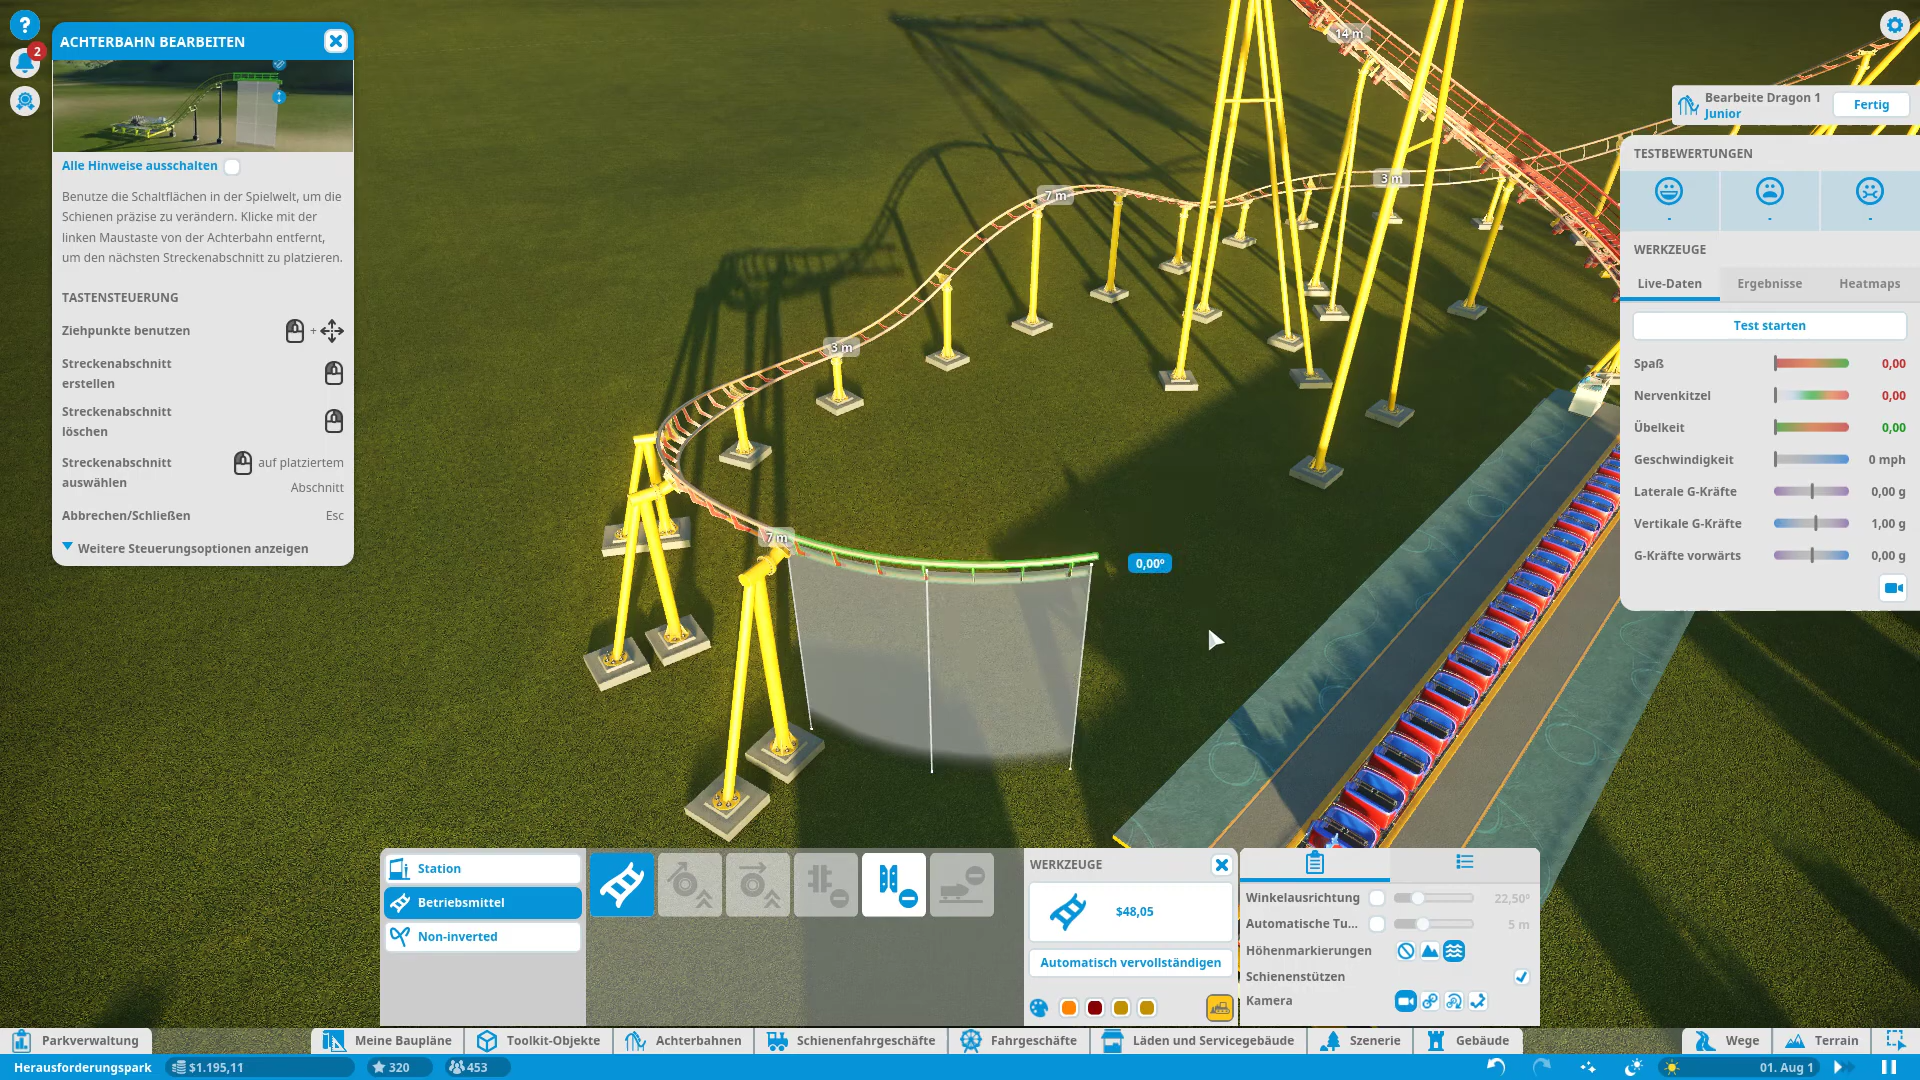 ?
2
ACHTERBAHN BEARBEITEN
Alle Hinweise ausschalten
Benutze die Schaltflächen in der Spielwelt, um die
Schienen präzise zu verändern. Klicke mit der
linken Maustaste von der Achterbahn entfernt,
um den nächsten Streckenabschnitt zu platzieren.
TASTENSTEUERUNG
Ziehpunkte benutzen
+
Streckenabschnitt
erstellen
Streckenabschnitt
löschen
Streckenabschnitt
auswählen
auf platziertem
Abschnitt
Abbrechen/Schließen
Esc
Weitere Steuerungsoptionen anzeigen
14 m
7 m
3 m
3 m
7 m
0,00°
Bearbeite Dragon 1
Junior
Fertig
TESTBEWERTUNGEN
-
-
-
WERKZEUGE
Live-Daten
Ergebnisse
Heatmaps
Test starten
Spaß 0,00
Nervenkitzel 0,00
Übelkeit 0,00
Geschwindigkeit 0 mph
Laterale G-Kräfte 0,00 g
Vertikale G-Kräfte 1,00 g
G-Kräfte vorwärts 0,00 g
Station
Betriebsmittel
Non-inverted
WERKZEUGE
$48,05
Automatisch vervollständigen
Winkelausrichtung 22,50°
Automatische Tu... 5 m
Höhenmarkierungen
Schienenstützen
Kamera
Parkverwaltung
Meine Baupläne
Toolkit-Objekte
Achterbahnen
Schienenfahrgeschäfte
Fahrgeschäfte
Läden und Servicegebäude
Szenerie
Gebäude
Wege
Terrain
Herausforderungspark
$1.195,11
320
453
01. Aug 1